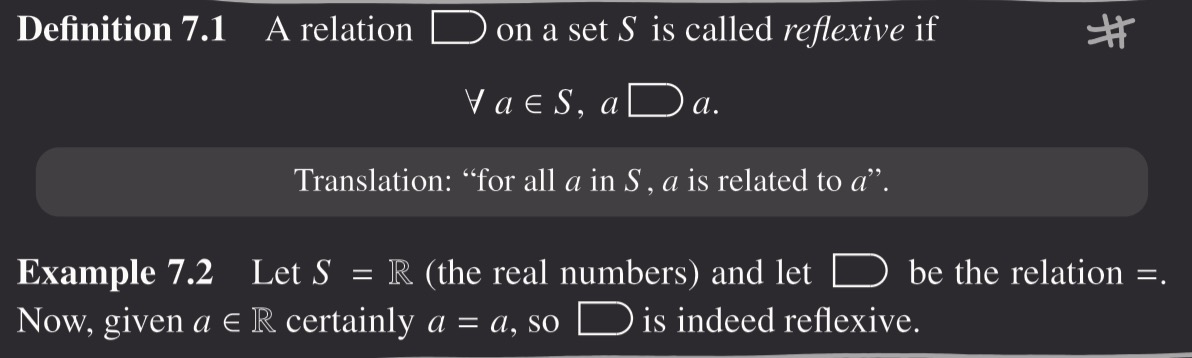 Definition 7.1 A relation ⊐ on a set S is called reflexive if #
∀ a ∈ S, a ⊐ a.
Translation: “for all a in S, a is related to a”.
Example 7.2 Let S = ℝ (the real numbers) and let ⊐ be the relation =.
Now, given a ∈ ℝ certainly a = a, so ⊐ is indeed reflexive.